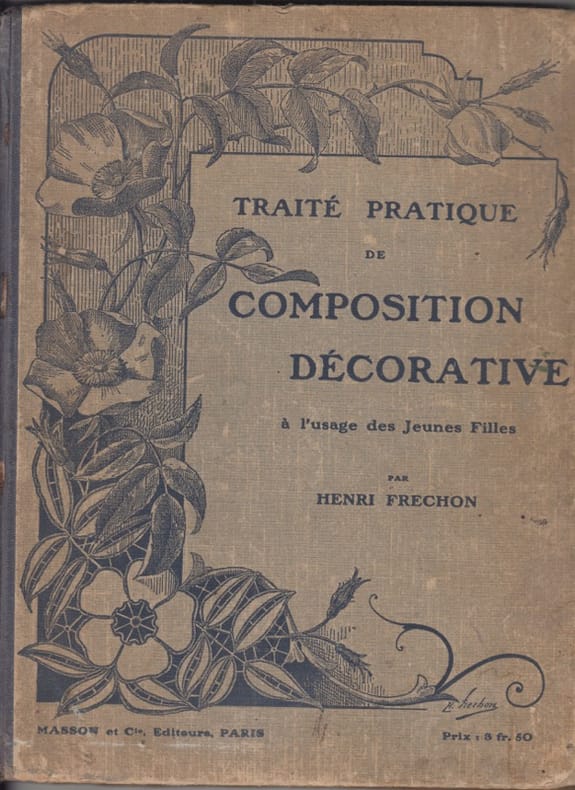 TRAITÉ PRATIQUE
DE
COMPOSITION
DÉCORATIVE
à l'usage des Jeunes Filles
PAR
HENRI FRECHON
H. Frechon
MASSON et Cie, Editeurs, PARIS
Prix : 3 fr. 50